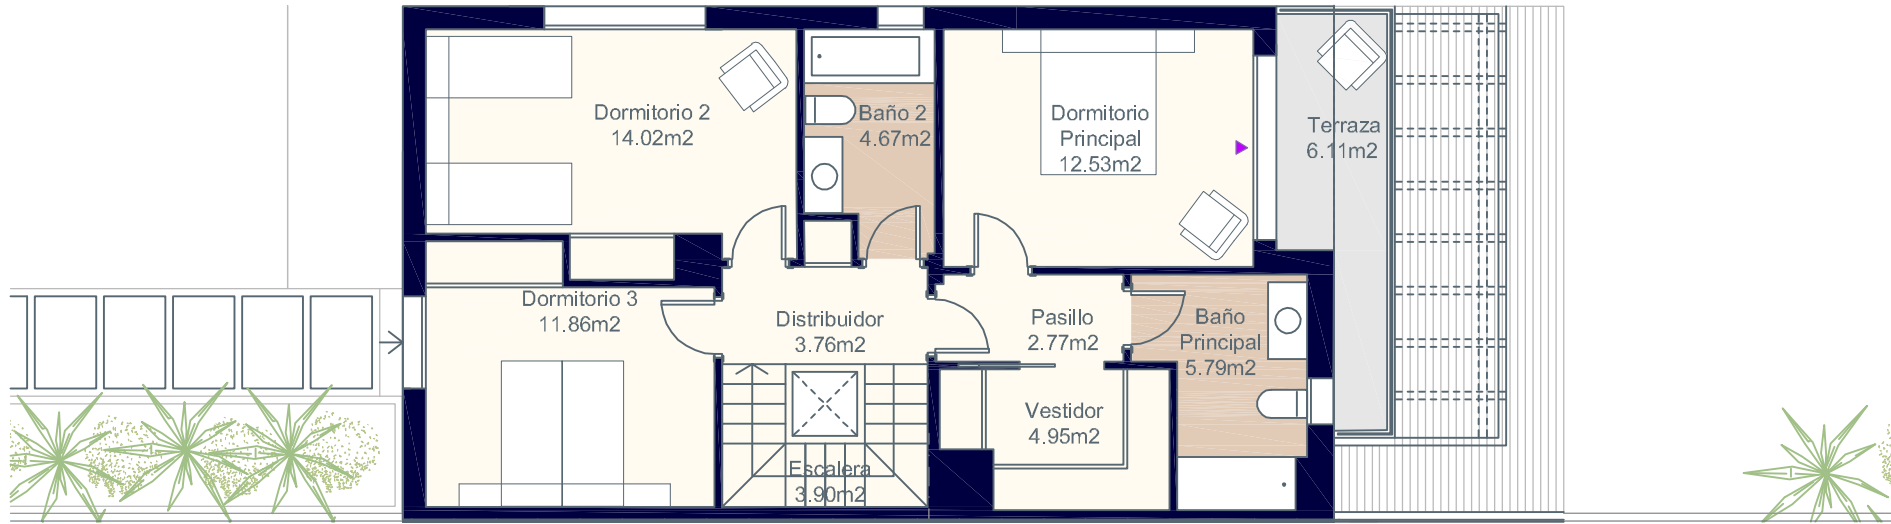 Dormitorio 2
14.02m2
Baño 2
4.67m2
Dormitorio
Principal
12.53m2
Terraza
6.11m2
Dormitorio 3
11.86m2
Distribuidor
3.76m2
Pasillo
2.77m2
Baño
Principal
5.79m2
Vestidor
4.95m2
Escalera
3.90m2